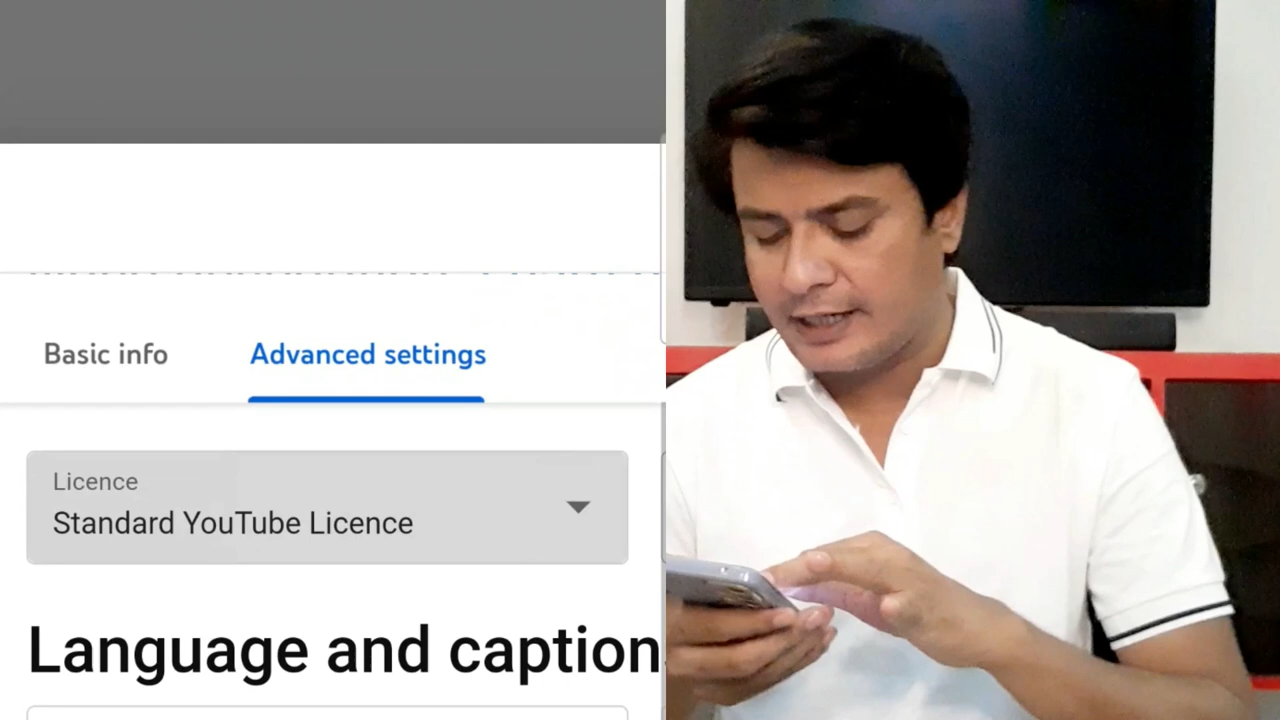 Basic info
Advanced settings
Licence
Standard YouTube Licence
Language and caption